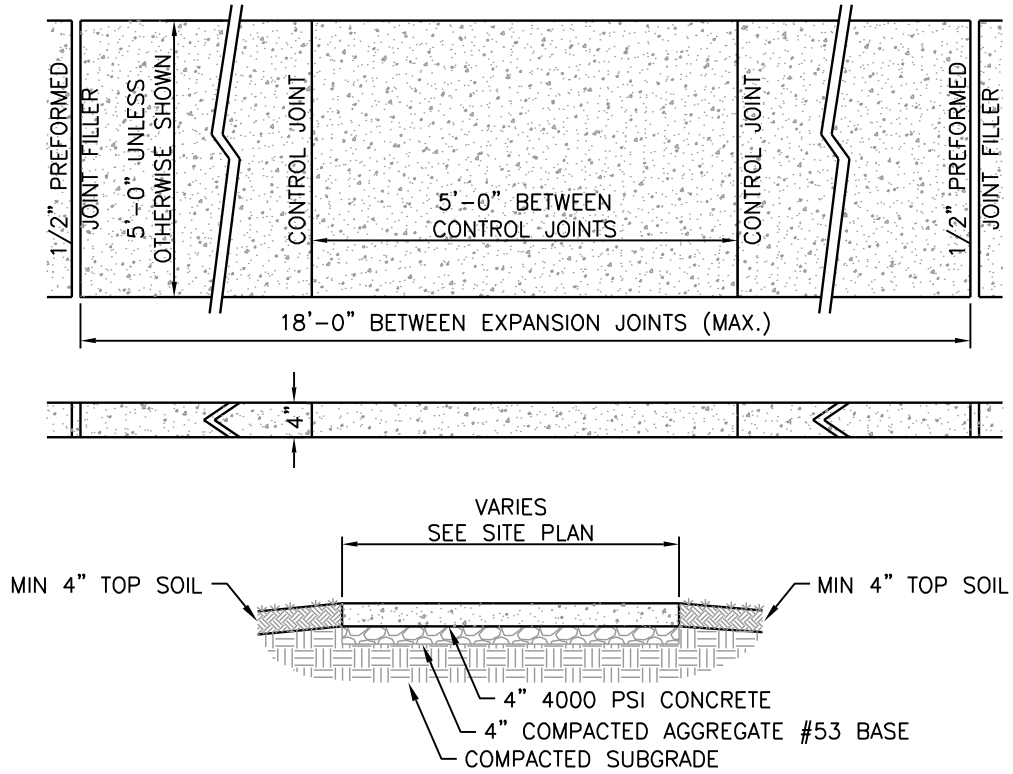 1/2” PREFORMED
JOINT FILLER
5’-0” UNLESS
OTHERWISE SHOWN
CONTROL JOINT
5’-0” BETWEEN
CONTROL JOINTS
CONTROL JOINT
1/2” PREFORMED
JOINT FILLER
18’-0” BETWEEN EXPANSION JOINTS (MAX.)
4”
VARIES
SEE SITE PLAN
MIN 4” TOP SOIL
MIN 4” TOP SOIL
4” 4000 PSI CONCRETE
4” COMPACTED AGGREGATE #53 BASE
COMPACTED SUBGRADE